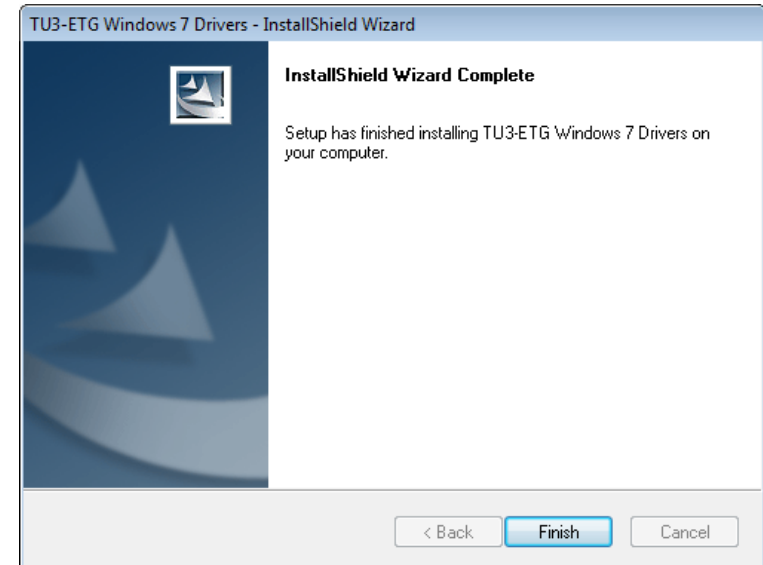 TU3-ETG Windows 7 Drivers - InstallShield Wizard
InstallShield Wizard Complete
Setup has finished installing TU3-ETG Windows 7 Drivers on
your computer.
< Back Finish Cancel